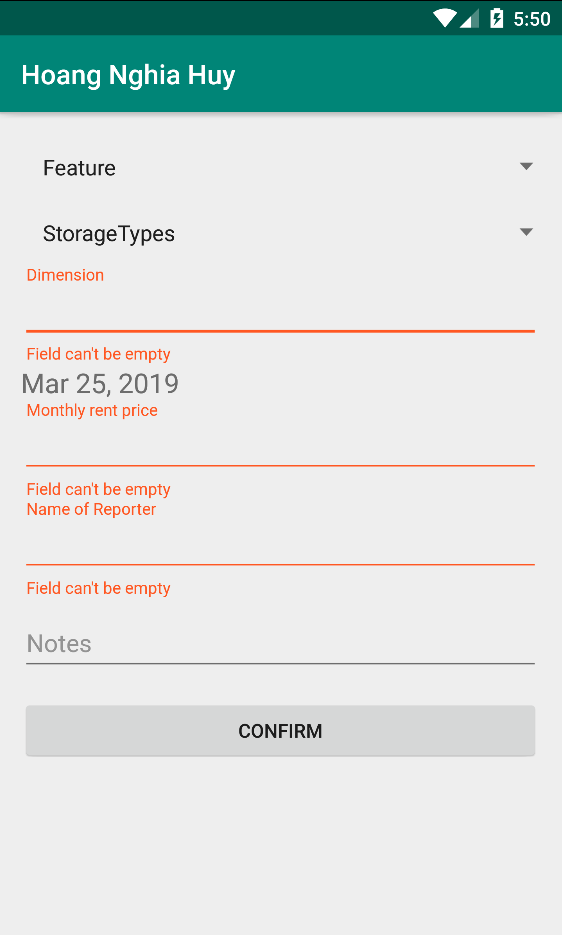 5:50
Hoang Nghia Huy
Feature
StorageTypes
Dimension
Field can't be empty
Mar 25, 2019
Monthly rent price
Field can't be empty
Name of Reporter
Field can't be empty
Notes
CONFIRM